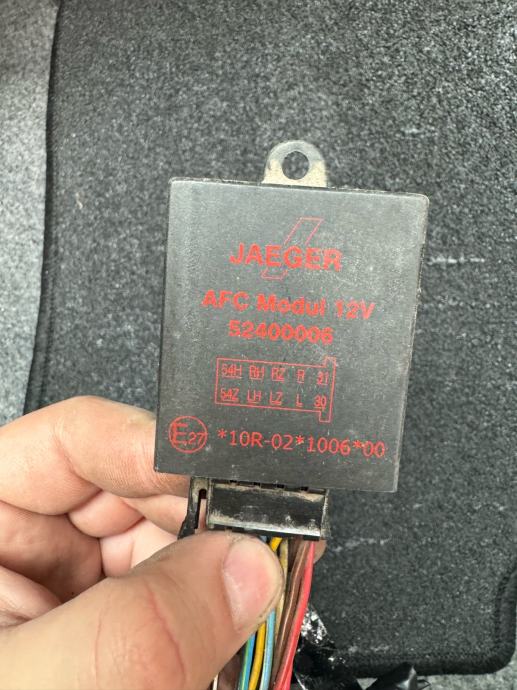 JAEGER
AFC Modul 12V
52400006
54H RH RZ R 31
54Z LH LZ L 30
E27 *10R-02*1006*00